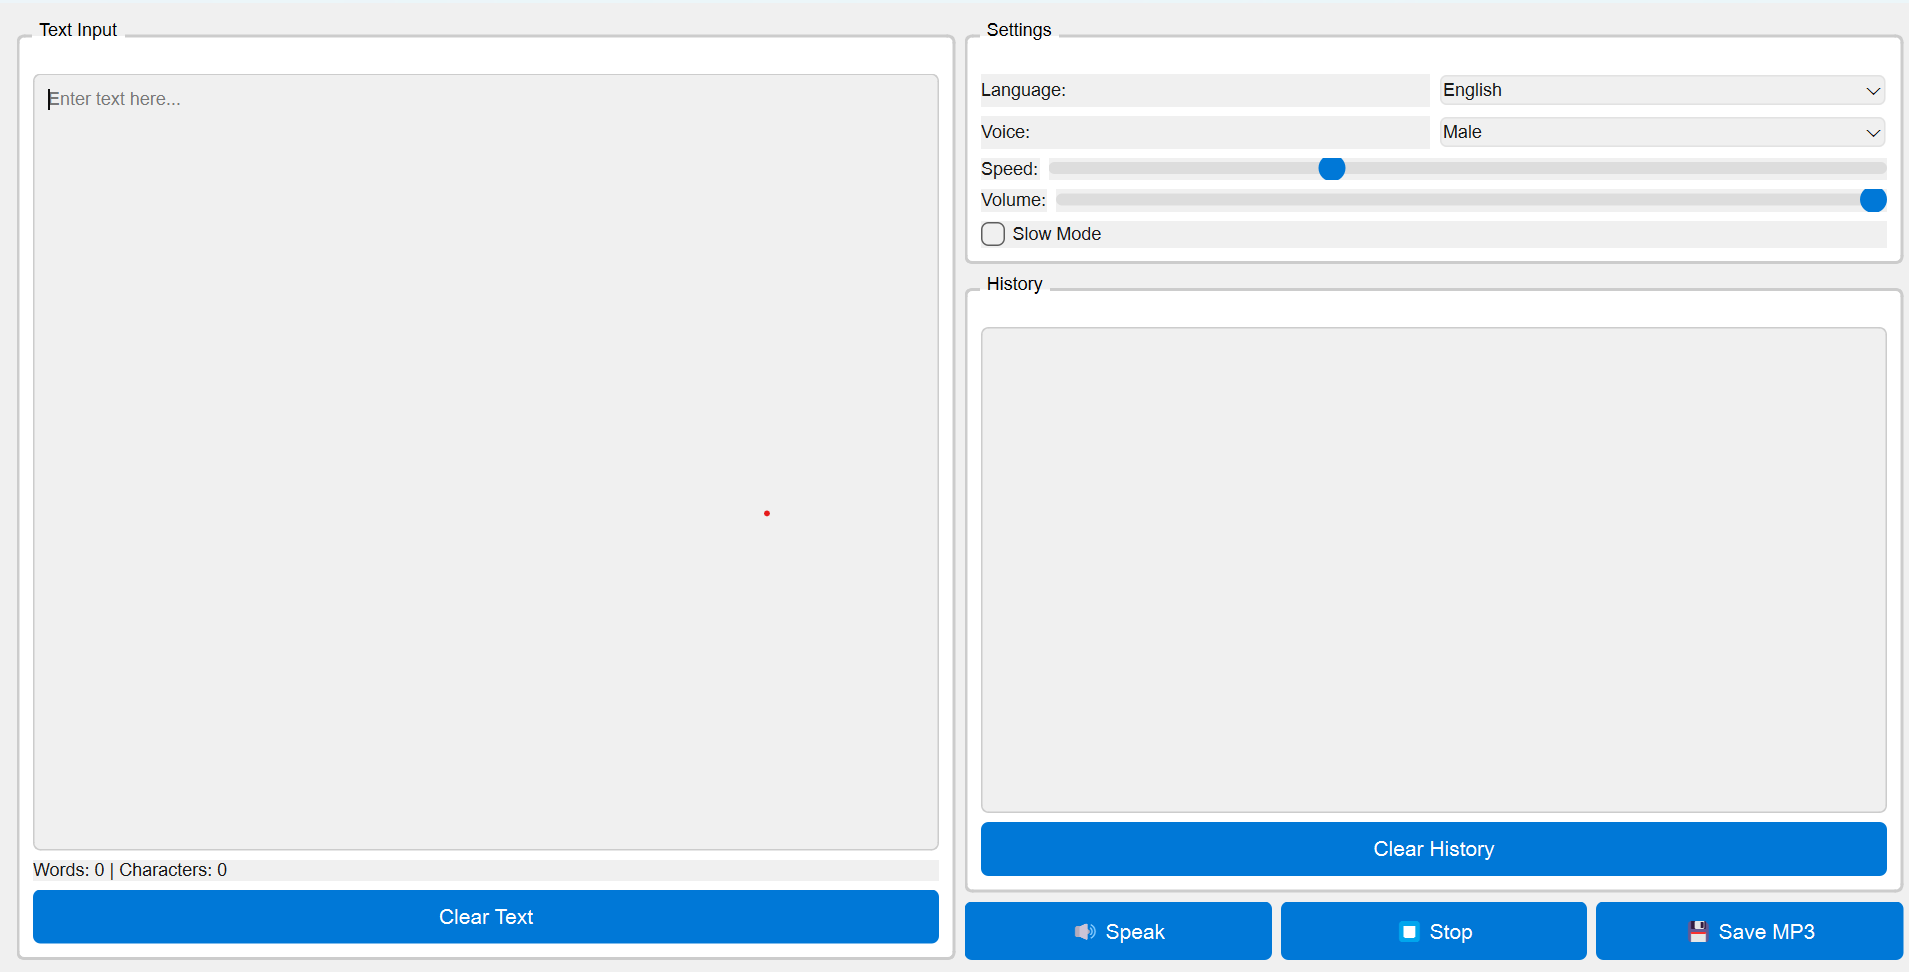 Text Input
Enter text here...
Words: 0 | Characters: 0
Clear Text
Settings
Language: English
Voice: Male
Speed:
Volume:
Slow Mode
History
Clear History
Speak
Stop
Save MP3